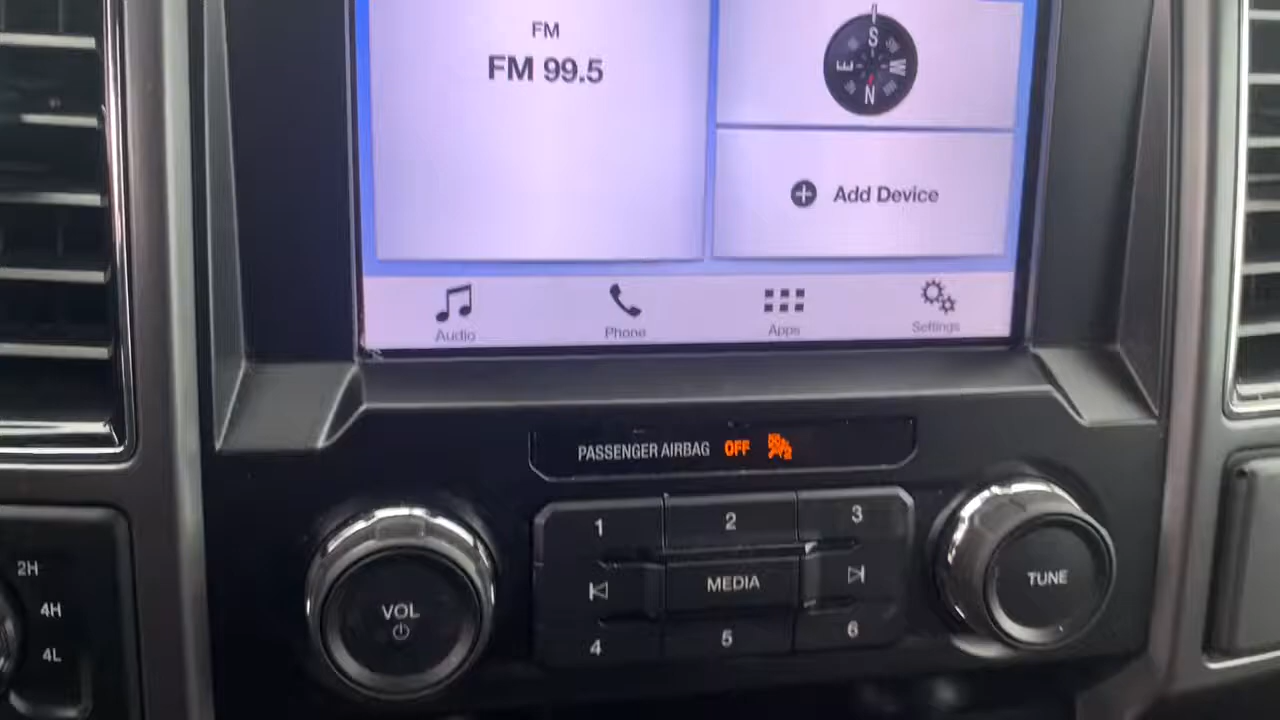 FM
FM 99.5
S
E
W
N
Add Device
Audio
Phone
Apps
Settings
PASSENGER AIRBAG OFF
1
2
3
2H
4H
4L
VOL
MEDIA
TUNE
4
5
6